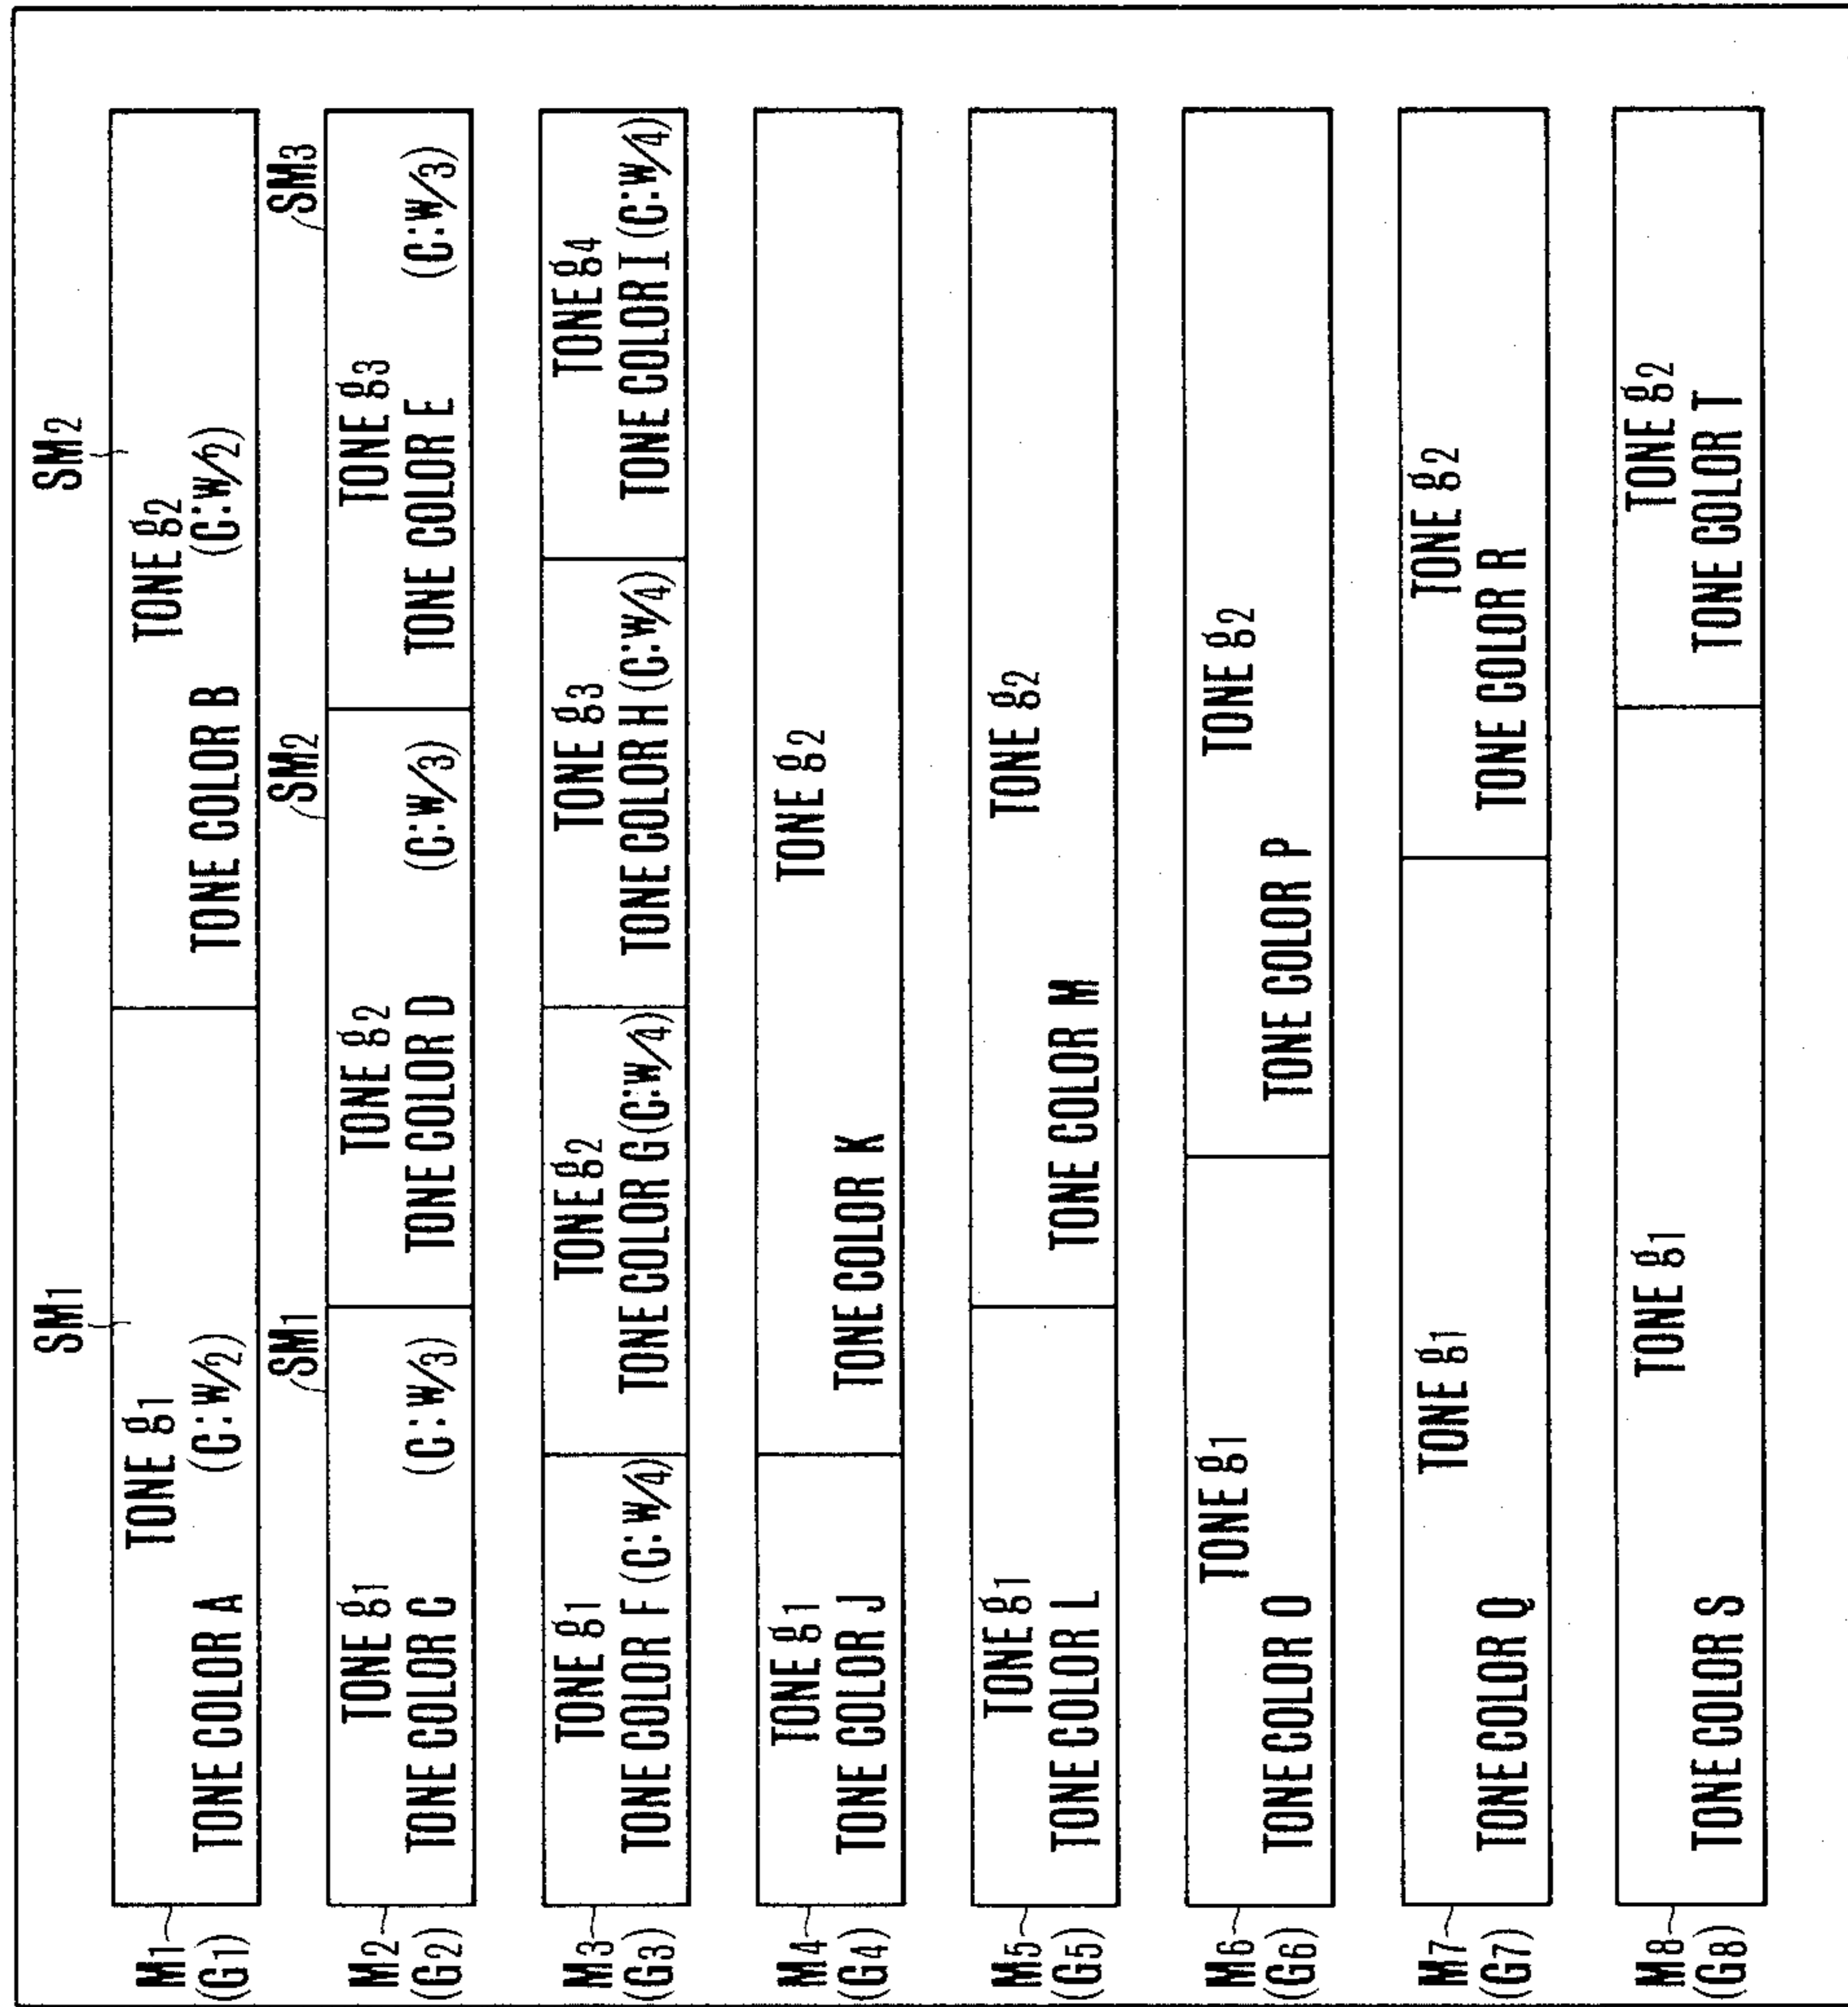 SM1
SM2
M1
(G1)
TONE g1
TONE COLOR A
(C:W/2)
TONE g2
TONE COLOR B
(C:W/2)
SM1
SM2
SM3
M2
(G2)
TONE g1
TONE COLOR C
(C:W/3)
TONE g2
TONE COLOR D
(C:W/3)
TONE g3
TONE COLOR E
(C:W/3)
M3
(G3)
TONE g1
TONE COLOR F (C:W/4)
TONE g2
TONE COLOR G (C:W/4)
TONE g3
TONE COLOR H (C:W/4)
TONE g4
TONE COLOR I (C:W/4)
M4
(G4)
TONE g1
TONE COLOR J
TONE g2
TONE COLOR K
M5
(G5)
TONE g1
TONE COLOR L
TONE g2
TONE COLOR M
M6
(G6)
TONE g1
TONE COLOR O
TONE g2
TONE COLOR P
M7
(G7)
TONE g1
TONE COLOR Q
TONE g2
TONE COLOR R
M8
(G8)
TONE g1
TONE COLOR S
TONE g2
TONE COLOR T